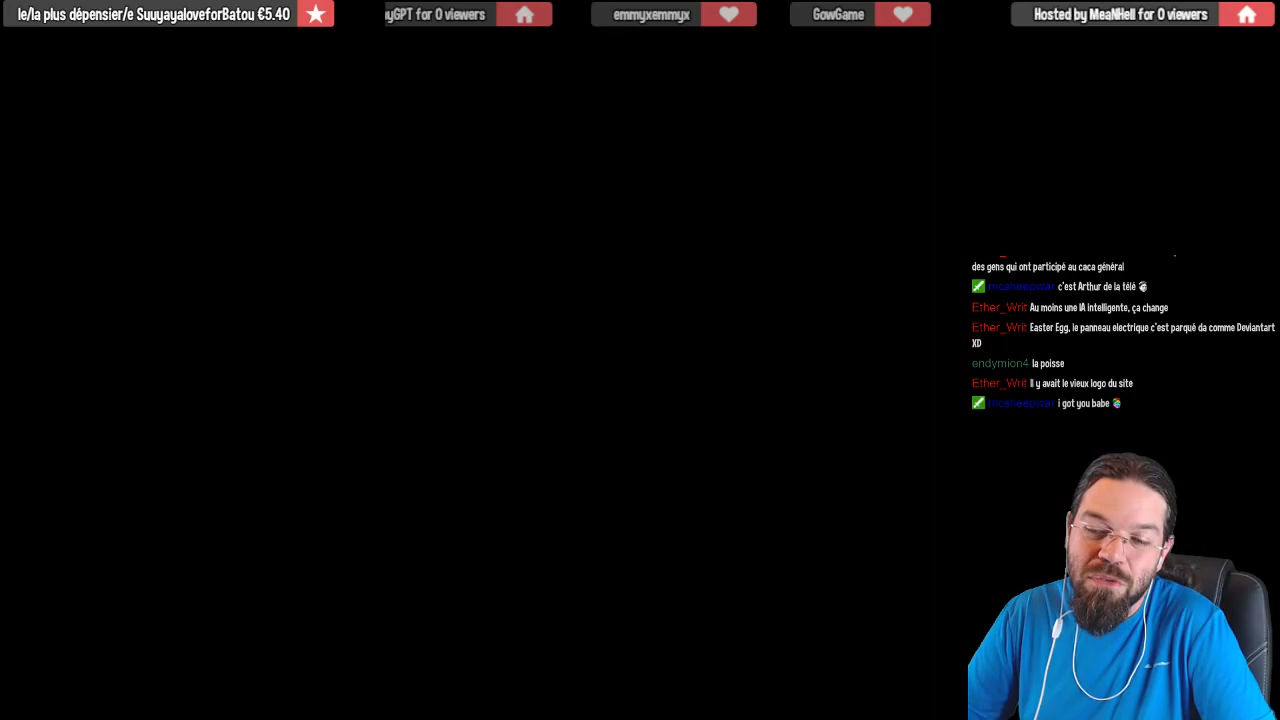 le/la plus dépensier/e SuuyayaloveforBatou €5.40
yGPT for 0 viewers
emmyxemmyx
GowGame
Hosted by MeaNHell for 0 viewers
des gens qui ont participé au caca général
c'est Arthur de la télé
Ether_Writ Au moins une IA intelligente, ça change
Ether_Writ Easter Egg, le panneau electrique c'est parqué da comme Deviantart
XD
endymion4 la poisse
Ether_Writ Il y avait le vieux logo du site
i got you babe